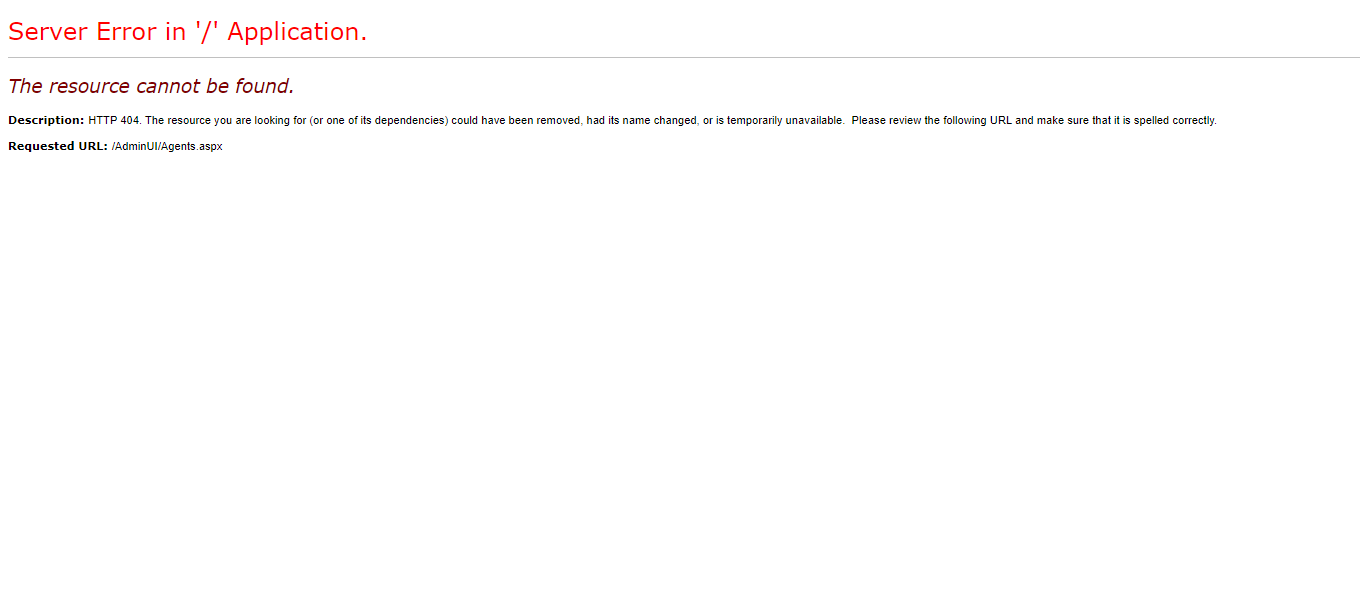 Server Error in '/' Application.
The resource cannot be found.
Description: HTTP 404. The resource you are looking for (or one of its dependencies) could have been removed, had its name changed, or is temporarily unavailable.  Please review the following URL and make sure that it is spelled correctly.
Requested URL: /AdminUI/Agents.aspx